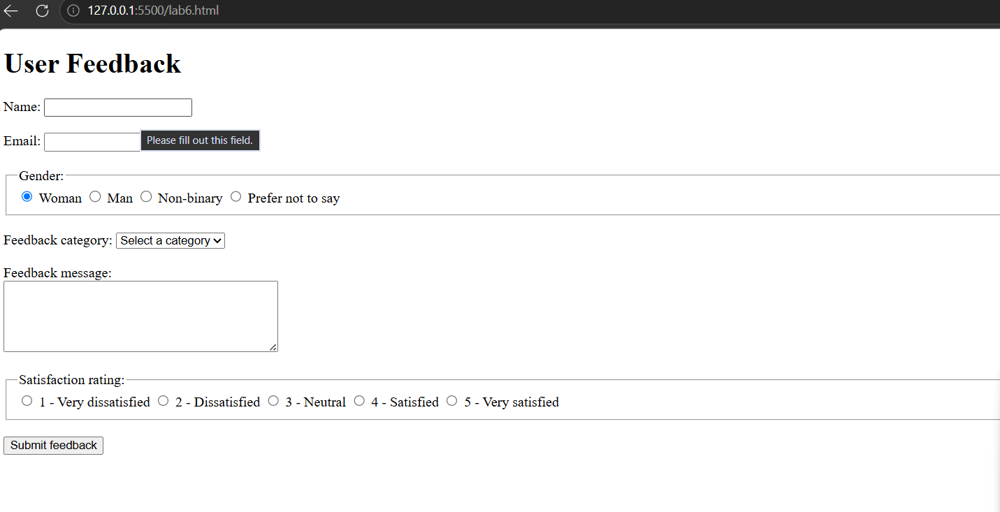 127.0.0.1:5500/lab6.html
User Feedback
Name:
Email: Please fill out this field.
Gender:
Woman Man Non-binary Prefer not to say
Feedback category: Select a category
Feedback message:
Satisfaction rating:
1 - Very dissatisfied 2 - Dissatisfied 3 - Neutral 4 - Satisfied 5 - Very satisfied
Submit feedback